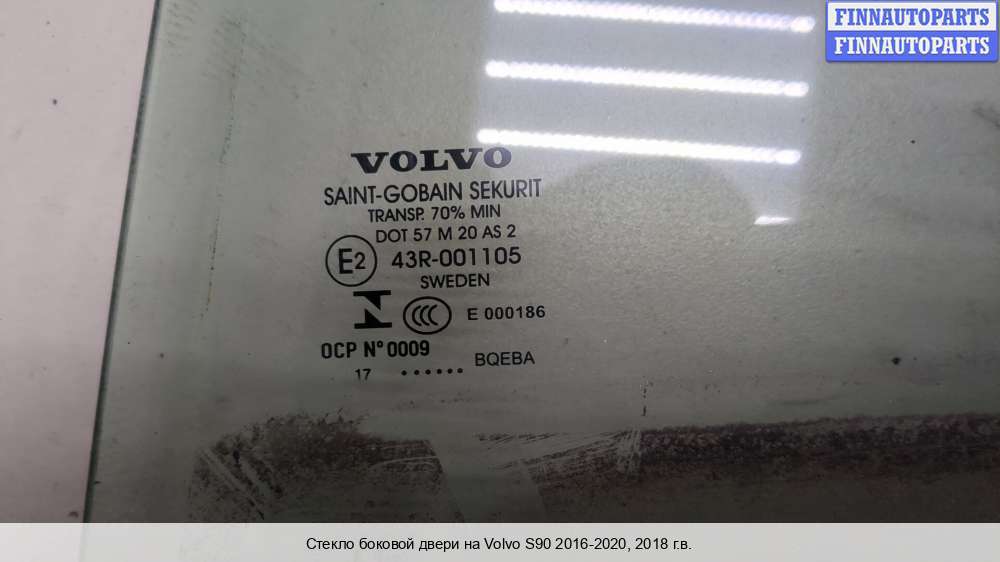 FINNAUTOPARTS
FINNAUTOPARTS
VOLVO
SAINT-GOBAIN SEKURIT
TRANSP. 70% MIN
DOT 57 M 20 AS 2
E2 43R-001105
SWEDEN
CCC E 000186
OCP N° 0009
17 ...... BQEBA
Стекло боковой двери на Volvo S90 2016-2020, 2018 г.в.